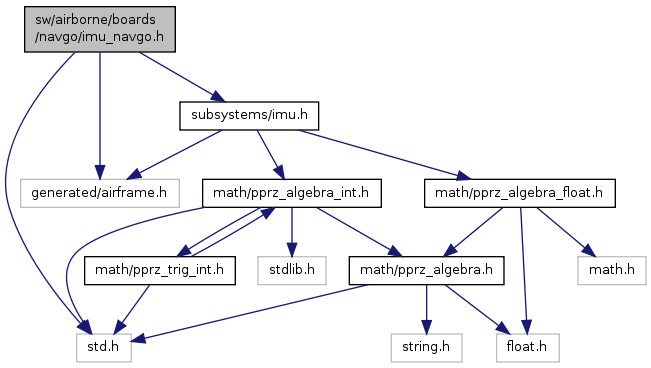 sw/airborne/boards
/navgo/imu_navgo.h
subsystems/imu.h
generated/airframe.h
math/pprz_algebra_int.h
math/pprz_algebra_float.h
math/pprz_trig_int.h
stdlib.h
math/pprz_algebra.h
math.h
std.h
string.h
float.h